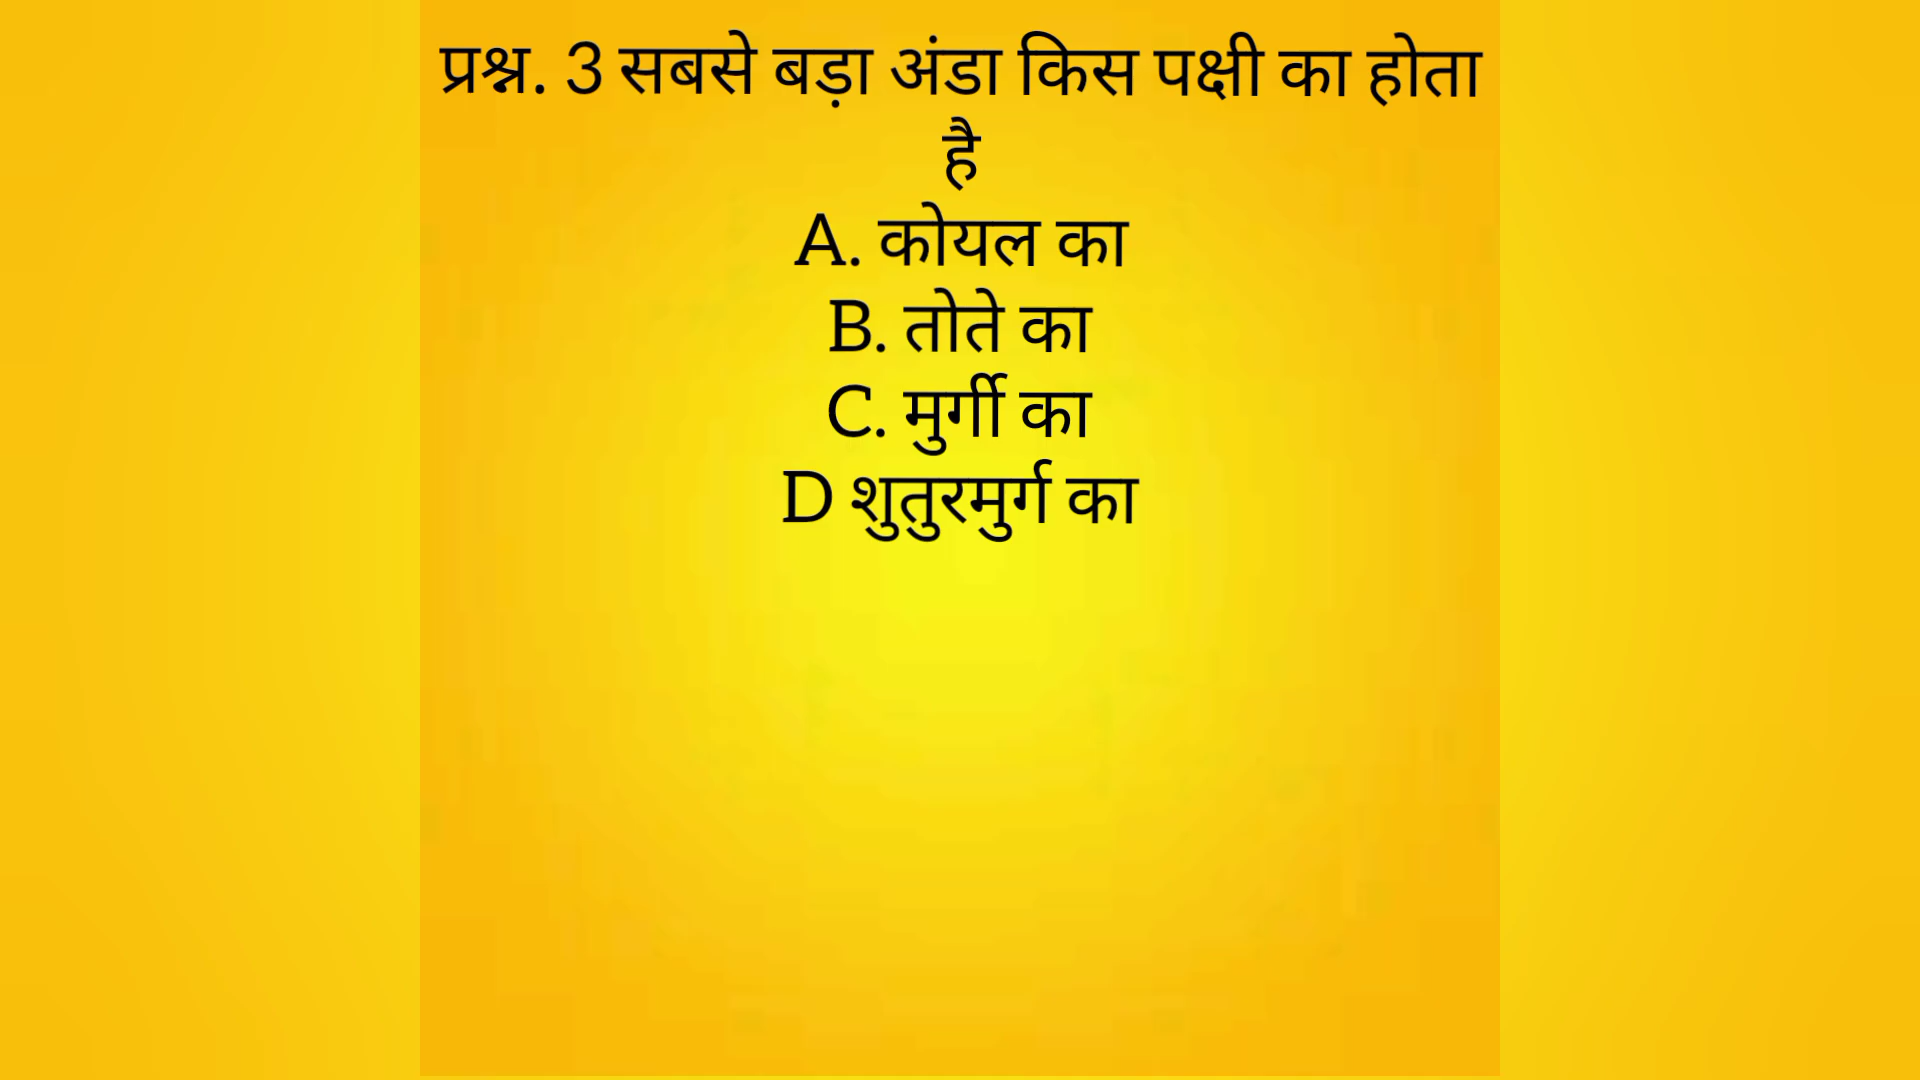 प्रश्न. 3 सबसे बड़ा अंडा किस पक्षी का होता
है
A. कोयल का
B. तोते का
C. मुर्गी का
D शुतुरमुर्ग का